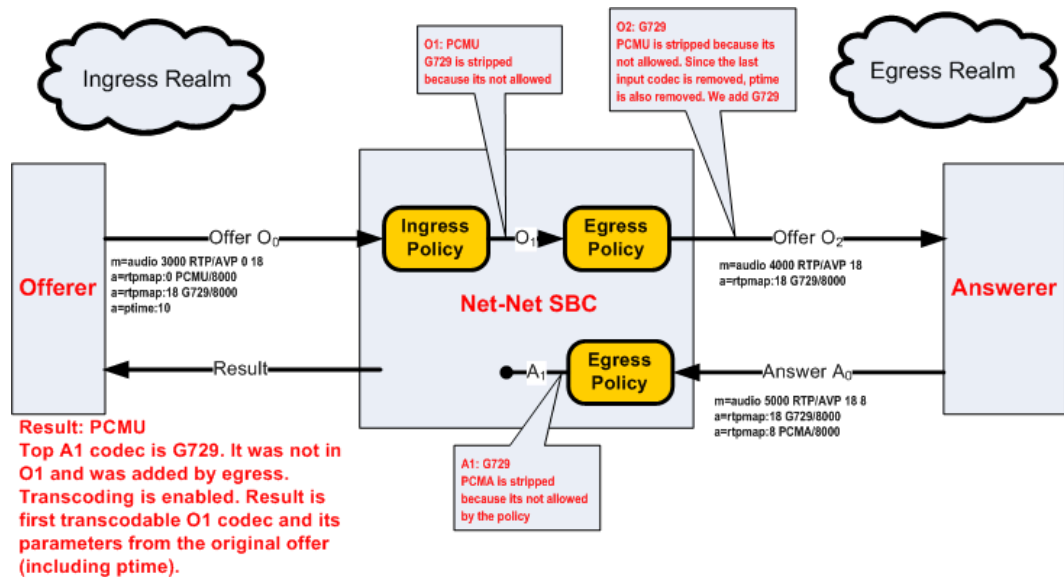 Ingress Realm
Egress Realm
O1: PCMU
G729 is stripped
because its not allowed
O2: G729
PCMU is stripped because its
not allowed. Since the last
input codec is removed, ptime
is also removed. We add G729
Offerer
Offer O0
m=audio 3000 RTP/AVP 0 18
a=rtpmap:0 PCMU/8000
a=rtpmap:18 G729/8000
a=ptime:10
Ingress
Policy
O1
Egress
Policy
Offer O2
m=audio 4000 RTP/AVP 18
a=rtpmap:18 G729/8000
Answerer
Net-Net SBC
Result
A1
Egress
Policy
Answer A0
m=audio 5000 RTP/AVP 18 8
a=rtpmap:18 G729/8000
a=rtpmap:8 PCMA/8000
Result: PCMU
Top A1 codec is G729. It was not in
O1 and was added by egress.
Transcoding is enabled. Result is
first transcodable O1 codec and its
parameters from the original offer
(including ptime).
A1: G729
PCMA is stripped
because its not allowed
by the policy